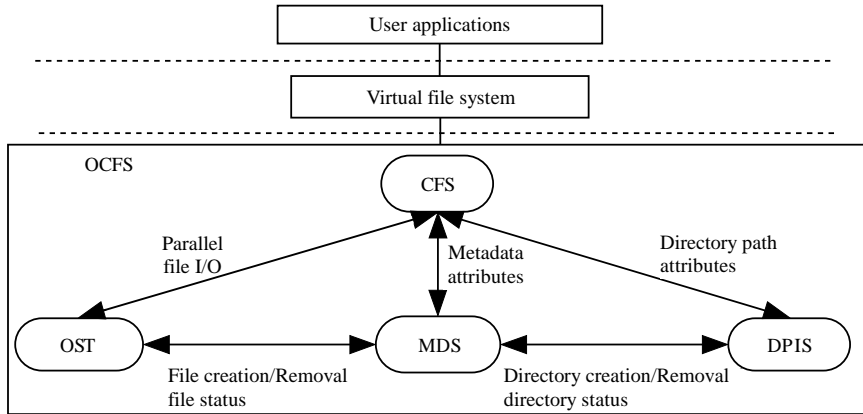 User applications
Virtual file system
OCFS
CFS
Parallel
file I/O
Metadata
attributes
Directory path
attributes
OST
MDS
DPIS
File creation/Removal
file status
Directory creation/Removal
directory status